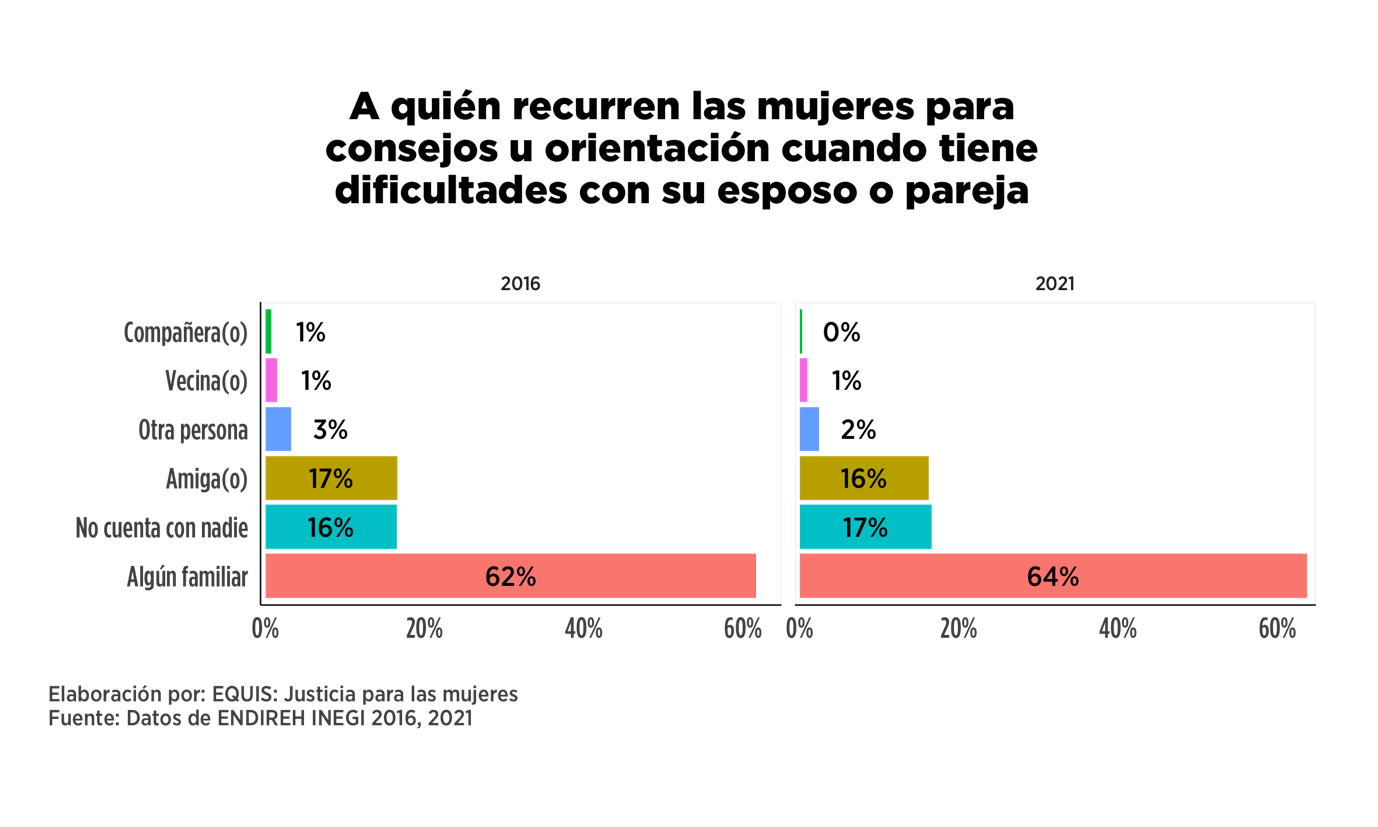 A quién recurren las mujeres para
consejos u orientación cuando tiene
dificultades con su esposo o pareja
2016
2021
Compañera(o) 1% 0%
Vecina(o) 1% 1%
Otra persona 3% 2%
Amiga(o) 17% 16%
No cuenta con nadie 16% 17%
Algún familiar 62% 64%
0% 20% 40% 60% 0% 20% 40% 60%
Elaboración por: EQUIS: Justicia para las mujeres
Fuente: Datos de ENDIREH INEGI 2016, 2021